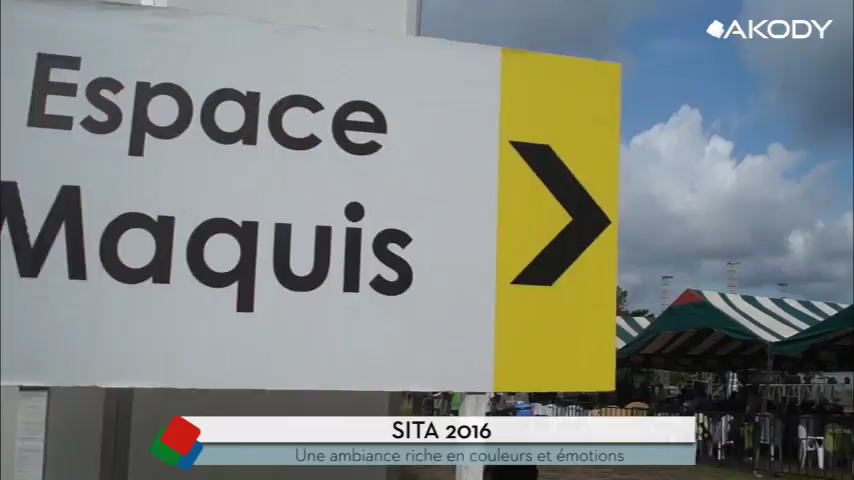 AKODY
Espace
Maquis
SITA 2016
Une ambiance riche en couleurs et émotions